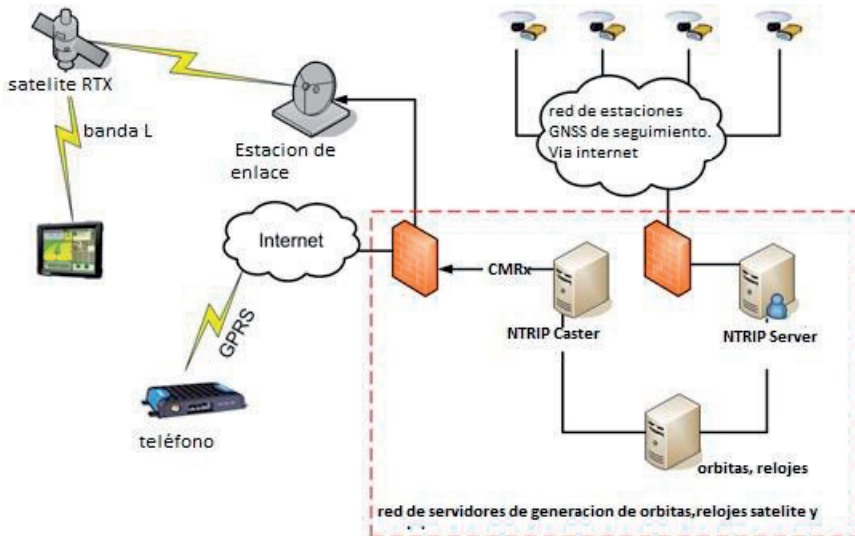 satelite RTX
banda L
Estacion de
enlace
red de estaciones
GNSS de seguimiento.
Via internet
Internet
GPRS
teléfono
CMRx
NTRIP Caster
NTRIP Server
orbitas, relojes
red de servidores de generacion de orbitas,relojes satelite y